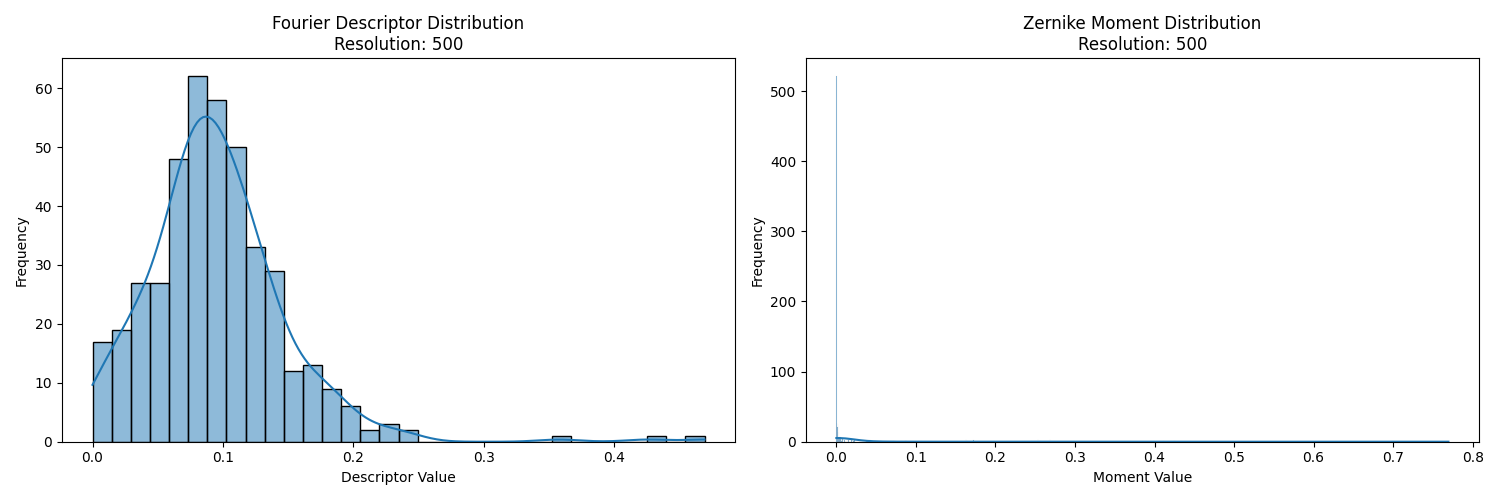 Fourier Descriptor Distribution
Resolution: 500
60
50
40
30
20
10
0
Frequency
0.0 0.1 0.2 0.3 0.4
Descriptor Value
Zernike Moment Distribution
Resolution: 500
500
400
300
200
100
0
Frequency
0.0 0.1 0.2 0.3 0.4 0.5 0.6 0.7 0.8
Moment Value